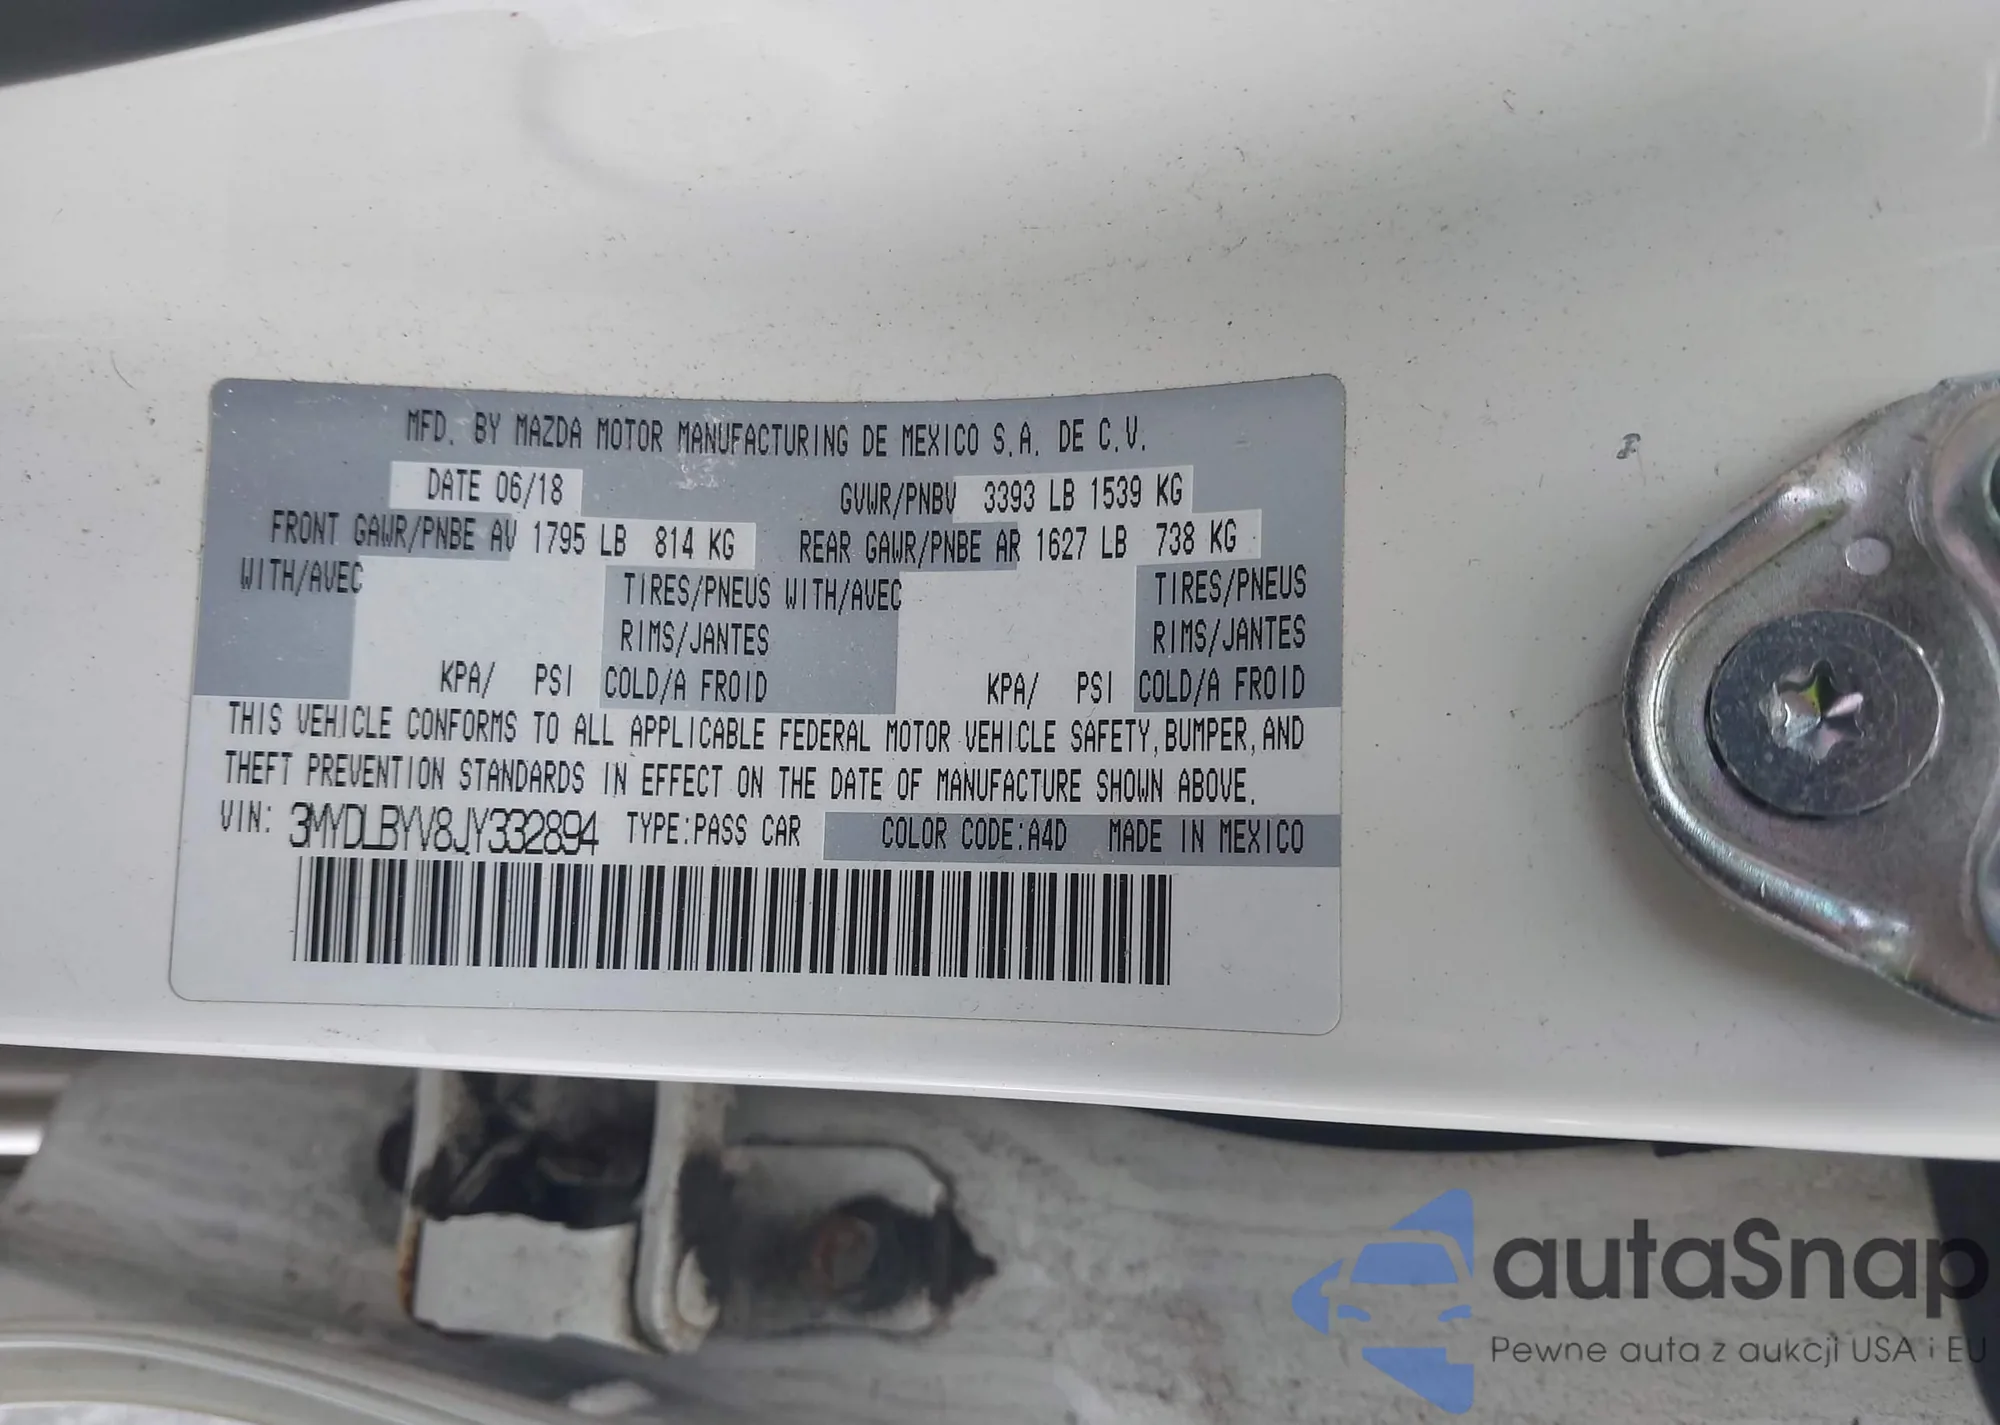 MFD. BY MAZDA MOTOR MANUFACTURING DE MEXICO S.A. DE C.V.
DATE 06/18 GVWR/PNBV 3393 LB 1539 KG
FRONT GAWR/PNBE AV 1795 LB 814 KG REAR GAWR/PNBE AR 1627 LB 738 KG
WITH/AVEC TIRES/PNEUS WITH/AVEC TIRES/PNEUS
RIMS/JANTES RIMS/JANTES
KPA/ PSI COLD/A FROID KPA/ PSI COLD/A FROID
THIS VEHICLE CONFORMS TO ALL APPLICABLE FEDERAL MOTOR VEHICLE SAFETY, BUMPER, AND
THEFT PREVENTION STANDARDS IN EFFECT ON THE DATE OF MANUFACTURE SHOWN ABOVE.
VIN: 3MYDLBYV8JY332894 TYPE:PASS CAR COLOR CODE:A4D MADE IN MEXICO
autaSnap
Pewne auta z aukcji USA i EU